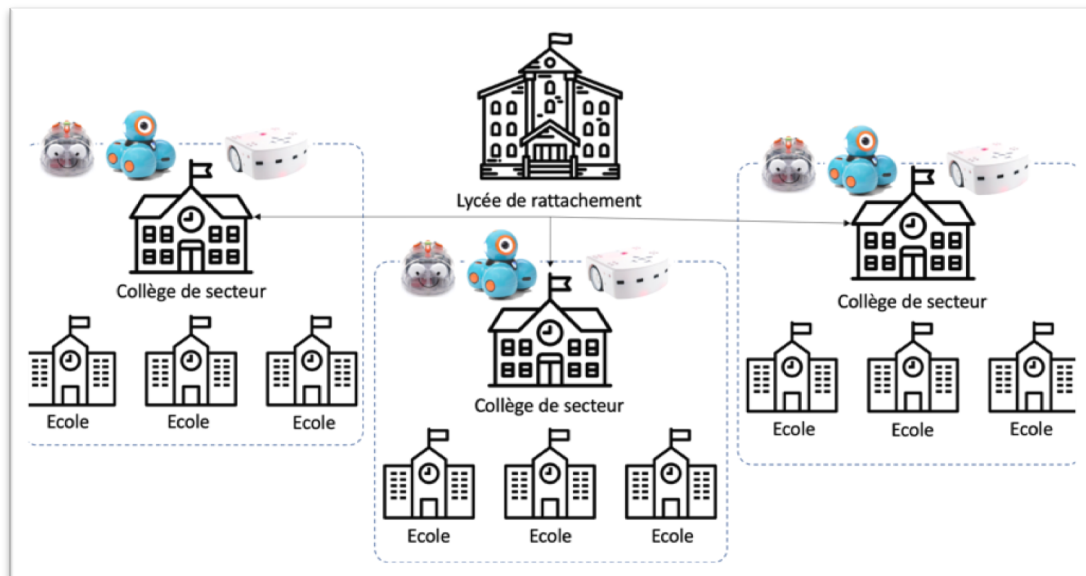 Lycée de rattachement
Collège de secteur
Ecole
Ecole
Ecole
Collège de secteur
Ecole
Ecole
Ecole
Collège de secteur
Ecole
Ecole
Ecole